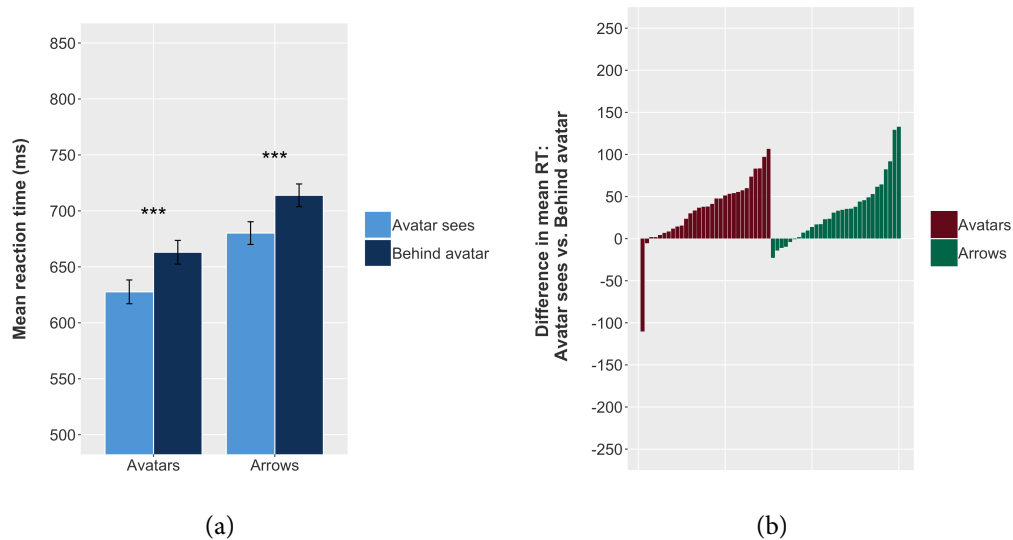 Mean reaction time (ms)
850
800
750
700
650
600
550
500
***
***
Avatars
Arrows
Avatar sees
Behind avatar
(a)
Difference in mean RT:
Avatar sees vs. Behind avatar
250
200
150
100
50
0
-50
-100
-150
-200
-250
Avatars
Arrows
(b)